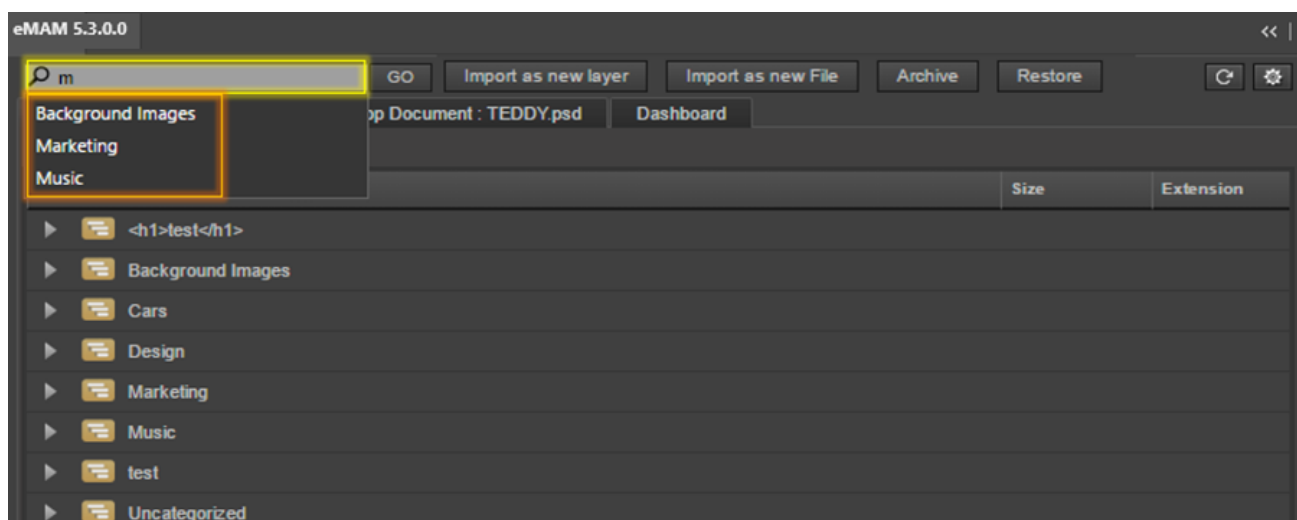 eMAM 5.3.0.0 <<
m GO Import as new layer Import as new File Archive Restore
Background Images op Document : TEDDY.psd Dashboard
Marketing
Music
Size Extension
<h1>test</h1>
Background Images
Cars
Design
Marketing
Music
test
Uncategorized